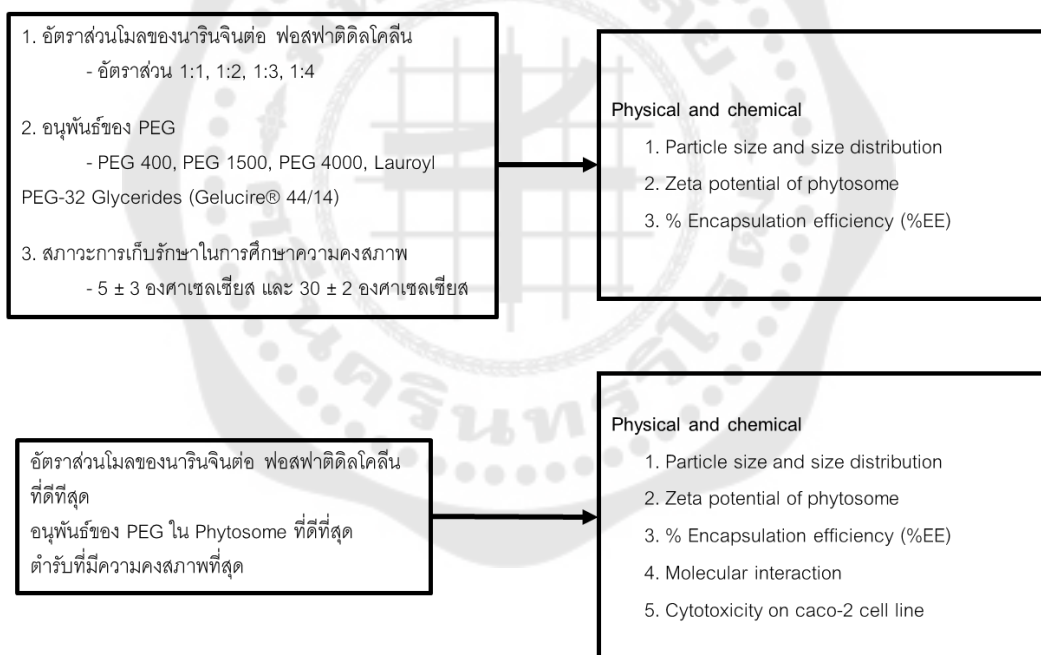 1. อัตราส่วนโมลของนารินจินต่อ ฟอสฟาติดิลโคลีน
- อัตราส่วน 1:1, 1:2, 1:3, 1:4
2. อนุพันธ์ของ PEG
- PEG 400, PEG 1500, PEG 4000, Lauroyl
PEG-32 Glycerides (Gelucire® 44/14)
3. สภาวะการเก็บรักษาในการศึกษาความคงสภาพ
- 5 ± 3 องศาเซลเซียส และ 30 ± 2 องศาเซลเซียส
Physical and chemical
1. Particle size and size distribution
2. Zeta potential of phytosome
3. % Encapsulation efficiency (%EE)
อัตราส่วนโมลของนารินจินต่อ ฟอสฟาติดิลโคลีน
ที่ดีทีสุด
อนุพันธ์ของ PEG ใน Phytosome ที่ดีที่สุด
ตำรับที่มีความคงสภาพที่สุด
Physical and chemical
1. Particle size and size distribution
2. Zeta potential of phytosome
3. % Encapsulation efficiency (%EE)
4. Molecular interaction
5. Cytotoxicity on caco-2 cell line